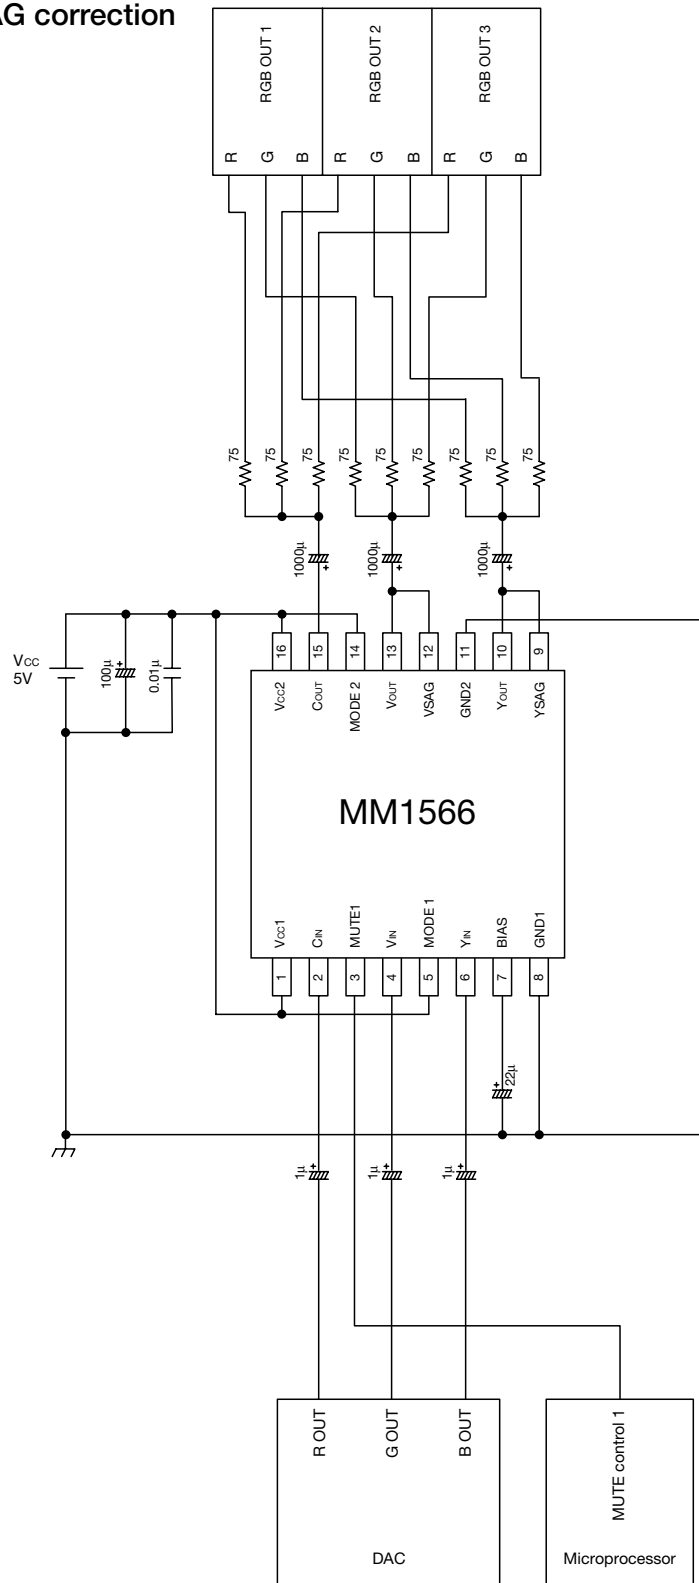 AG correction
RGB OUT 1
RGB OUT 2
RGB OUT 3
R
G
B
R
G
B
R
G
B
75
75
75
75
75
75
75
75
75
1000μ
+
1000μ
+
1000μ
+
Vcc
5V
100μ
+
0.01μ
16
15
14
13
12
11
10
9
Vcc2
COUT
MODE 2
VOUT
VSAG
GND2
YOUT
YSAG
MM1566
Vcc1
CIN
MUTE1
VIN
MODE 1
YIN
BIAS
GND1
1
2
3
4
5
6
7
8
+
22μ
1μ
+
1μ
+
1μ
+
R OUT
G OUT
B OUT
DAC
MUTE control 1
Microprocessor